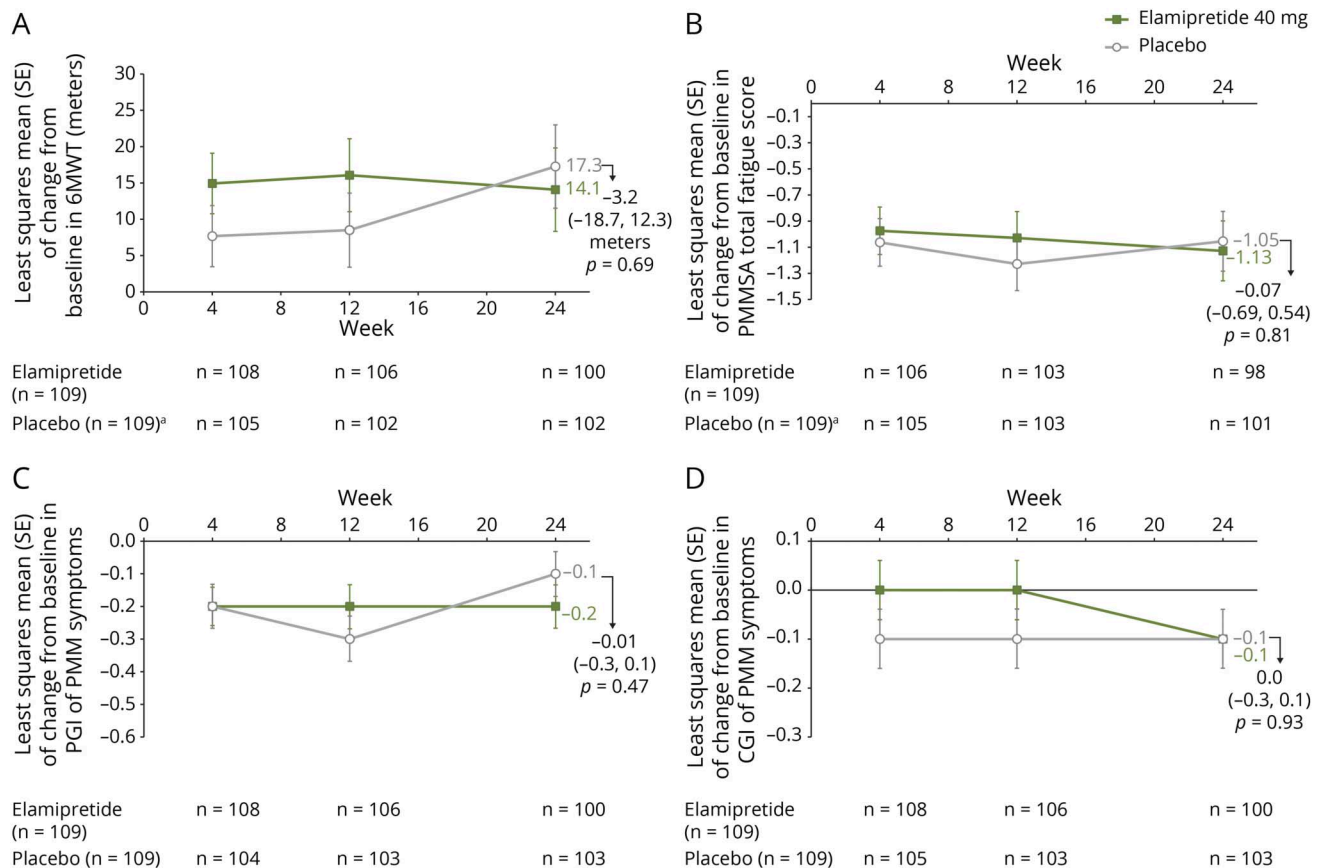 A
Least squares mean (SE)
of change from
baseline in 6MWT (meters)
30
25
20
15
10
5
0
4
8
12
16
20
24
Week
17.3
14.1
–3.2
(–18.7, 12.3)
meters
p = 0.69
Elamipretide
(n = 109)
n = 108
n = 106
n = 100
Placebo (n = 109)ᵃ
n = 105
n = 102
n = 102
B
Elamipretide 40 mg
Placebo
Week
0
4
8
12
16
20
24
Least squares mean (SE)
of change from baseline in
PMMSA total fatigue score
–0.1
–0.3
–0.5
–0.7
–0.9
–1.1
–1.3
–1.5
–1.05
–1.13
–0.07
(–0.69, 0.54)
p = 0.81
Elamipretide
(n = 109)
n = 106
n = 103
n = 98
Placebo (n = 109)ᵃ
n = 105
n = 103
n = 101
C
Week
0
4
8
12
16
20
24
Least squares mean (SE)
of change from baseline in
PGI of PMM symptoms
0.0
–0.1
–0.2
–0.3
–0.4
–0.5
–0.6
–0.1
–0.2
–0.01
(–0.3, 0.1)
p = 0.47
Elamipretide
(n = 109)
n = 108
n = 106
n = 100
Placebo (n = 109)
n = 104
n = 103
n = 103
D
Week
0
4
8
12
16
20
24
Least squares mean (SE)
of change from baseline in
CGI of PMM symptoms
0.1
0.0
–0.1
–0.2
–0.3
–0.1
–0.1
0.0
(–0.3, 0.1)
p = 0.93
Elamipretide
(n = 109)
n = 108
n = 106
n = 100
Placebo (n = 109)
n = 105
n = 103
n = 103